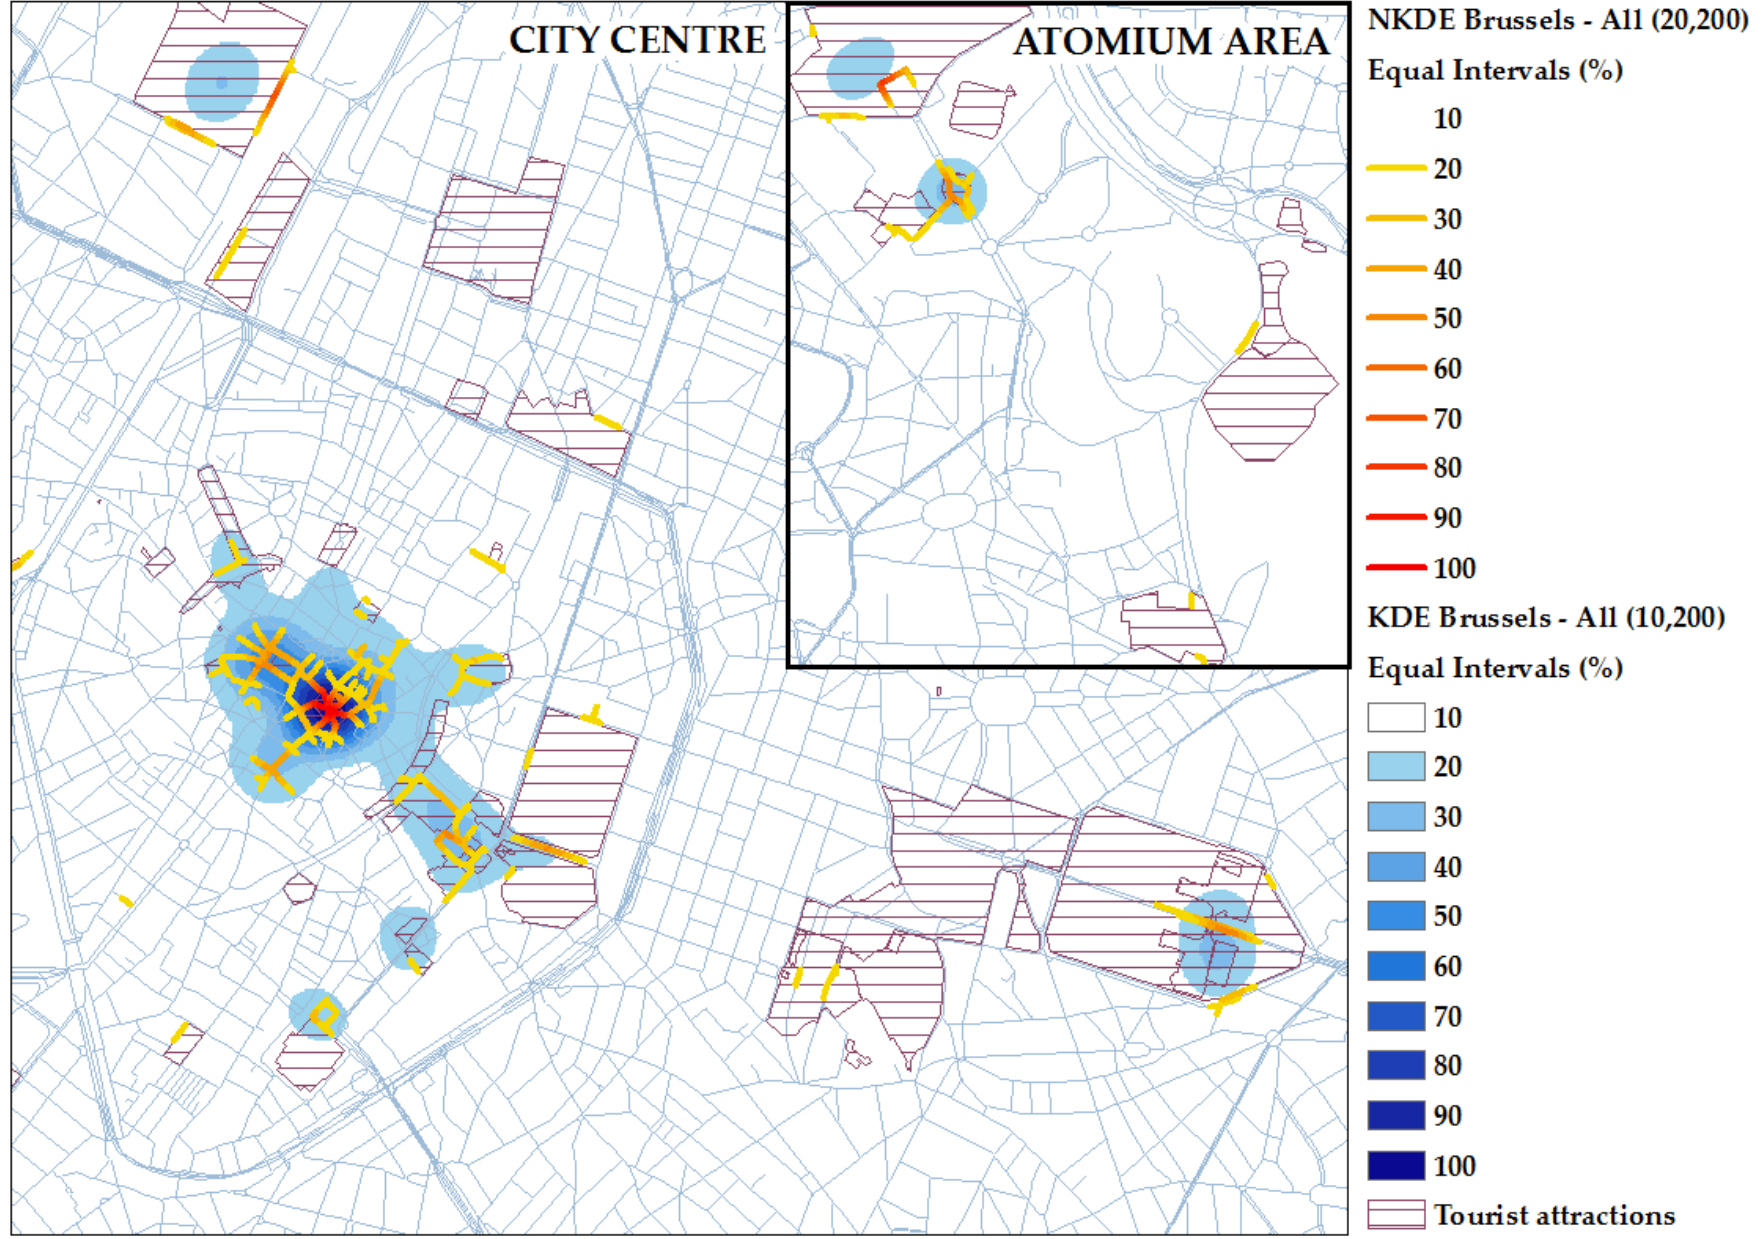 CITY CENTRE
ATOMIUM AREA
NKDE Brussels - All (20,200)
Equal Intervals (%)
10
20
30
40
50
60
70
80
90
100
KDE Brussels - All (10,200)
Equal Intervals (%)
10
20
30
40
50
60
70
80
90
100
Tourist attractions